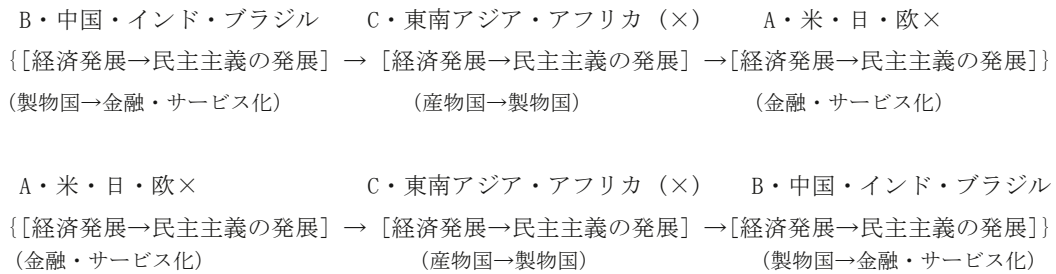 B・中国・インド・ブラジル　C・東南アジア・アフリカ（×）　A・米・日・欧×
{[経済発展→民主主義の発展] → [経済発展→民主主義の発展] →[経済発展→民主主義の発展]}
(製物国→金融・サービス化）　(産物国→製物国）　(金融・サービス化）
A・米・日・欧×　C・東南アジア・アフリカ（×）　B・中国・インド・ブラジル
{[経済発展→民主主義の発展] → [経済発展→民主主義の発展] →[経済発展→民主主義の発展]}
(金融・サービス化）　(産物国→製物国）　(製物国→金融・サービス化）